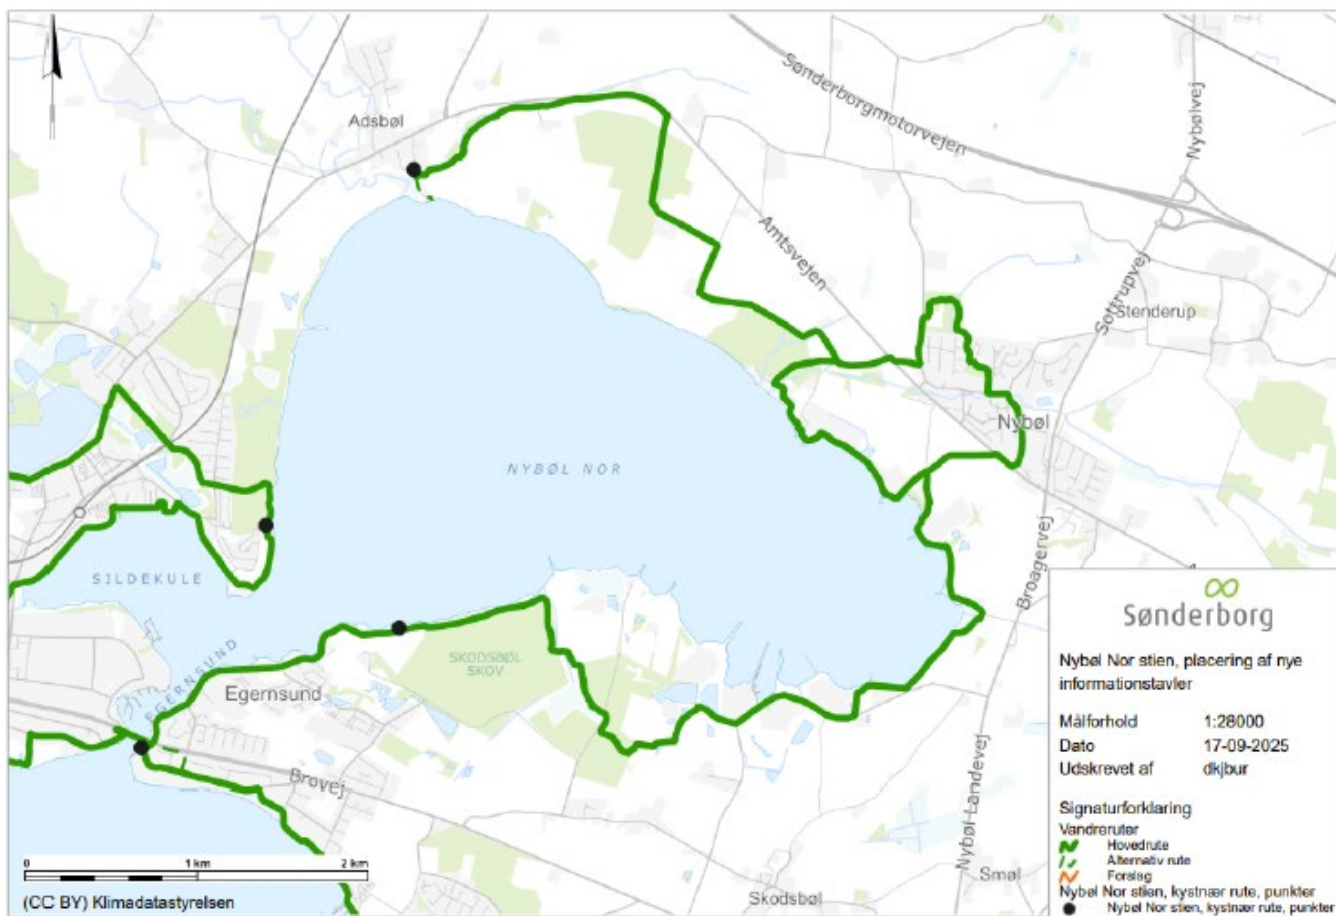 Sønderborgmotorvejen
Nybølvej
Adsbøl
Amtsvejen
Sottrupvej
Stenderup
Nybøl
NYBØL NOR
SILDEKULE
Broagervej
EGERNSUND
SKODSBØL
SKOV
Egernsund
Brovej
Nybøl Landevej
Skodsbøl
Smøl
0 1 km 2 km
(CC BY) Klimadatastyrelsen
Sønderborg
Nybøl Nor stien, placering af nye
informationstavler
Målforhold 1:28000
Dato 17-09-2025
Udskrevet af dkjbur
Signaturforklaring
Vandreruter
Hovedrute
Alternativ rute
Forslag
Nybøl Nor stien, kystnær rute, punkter
Nybøl Nor stien, kystnær rute, punkter